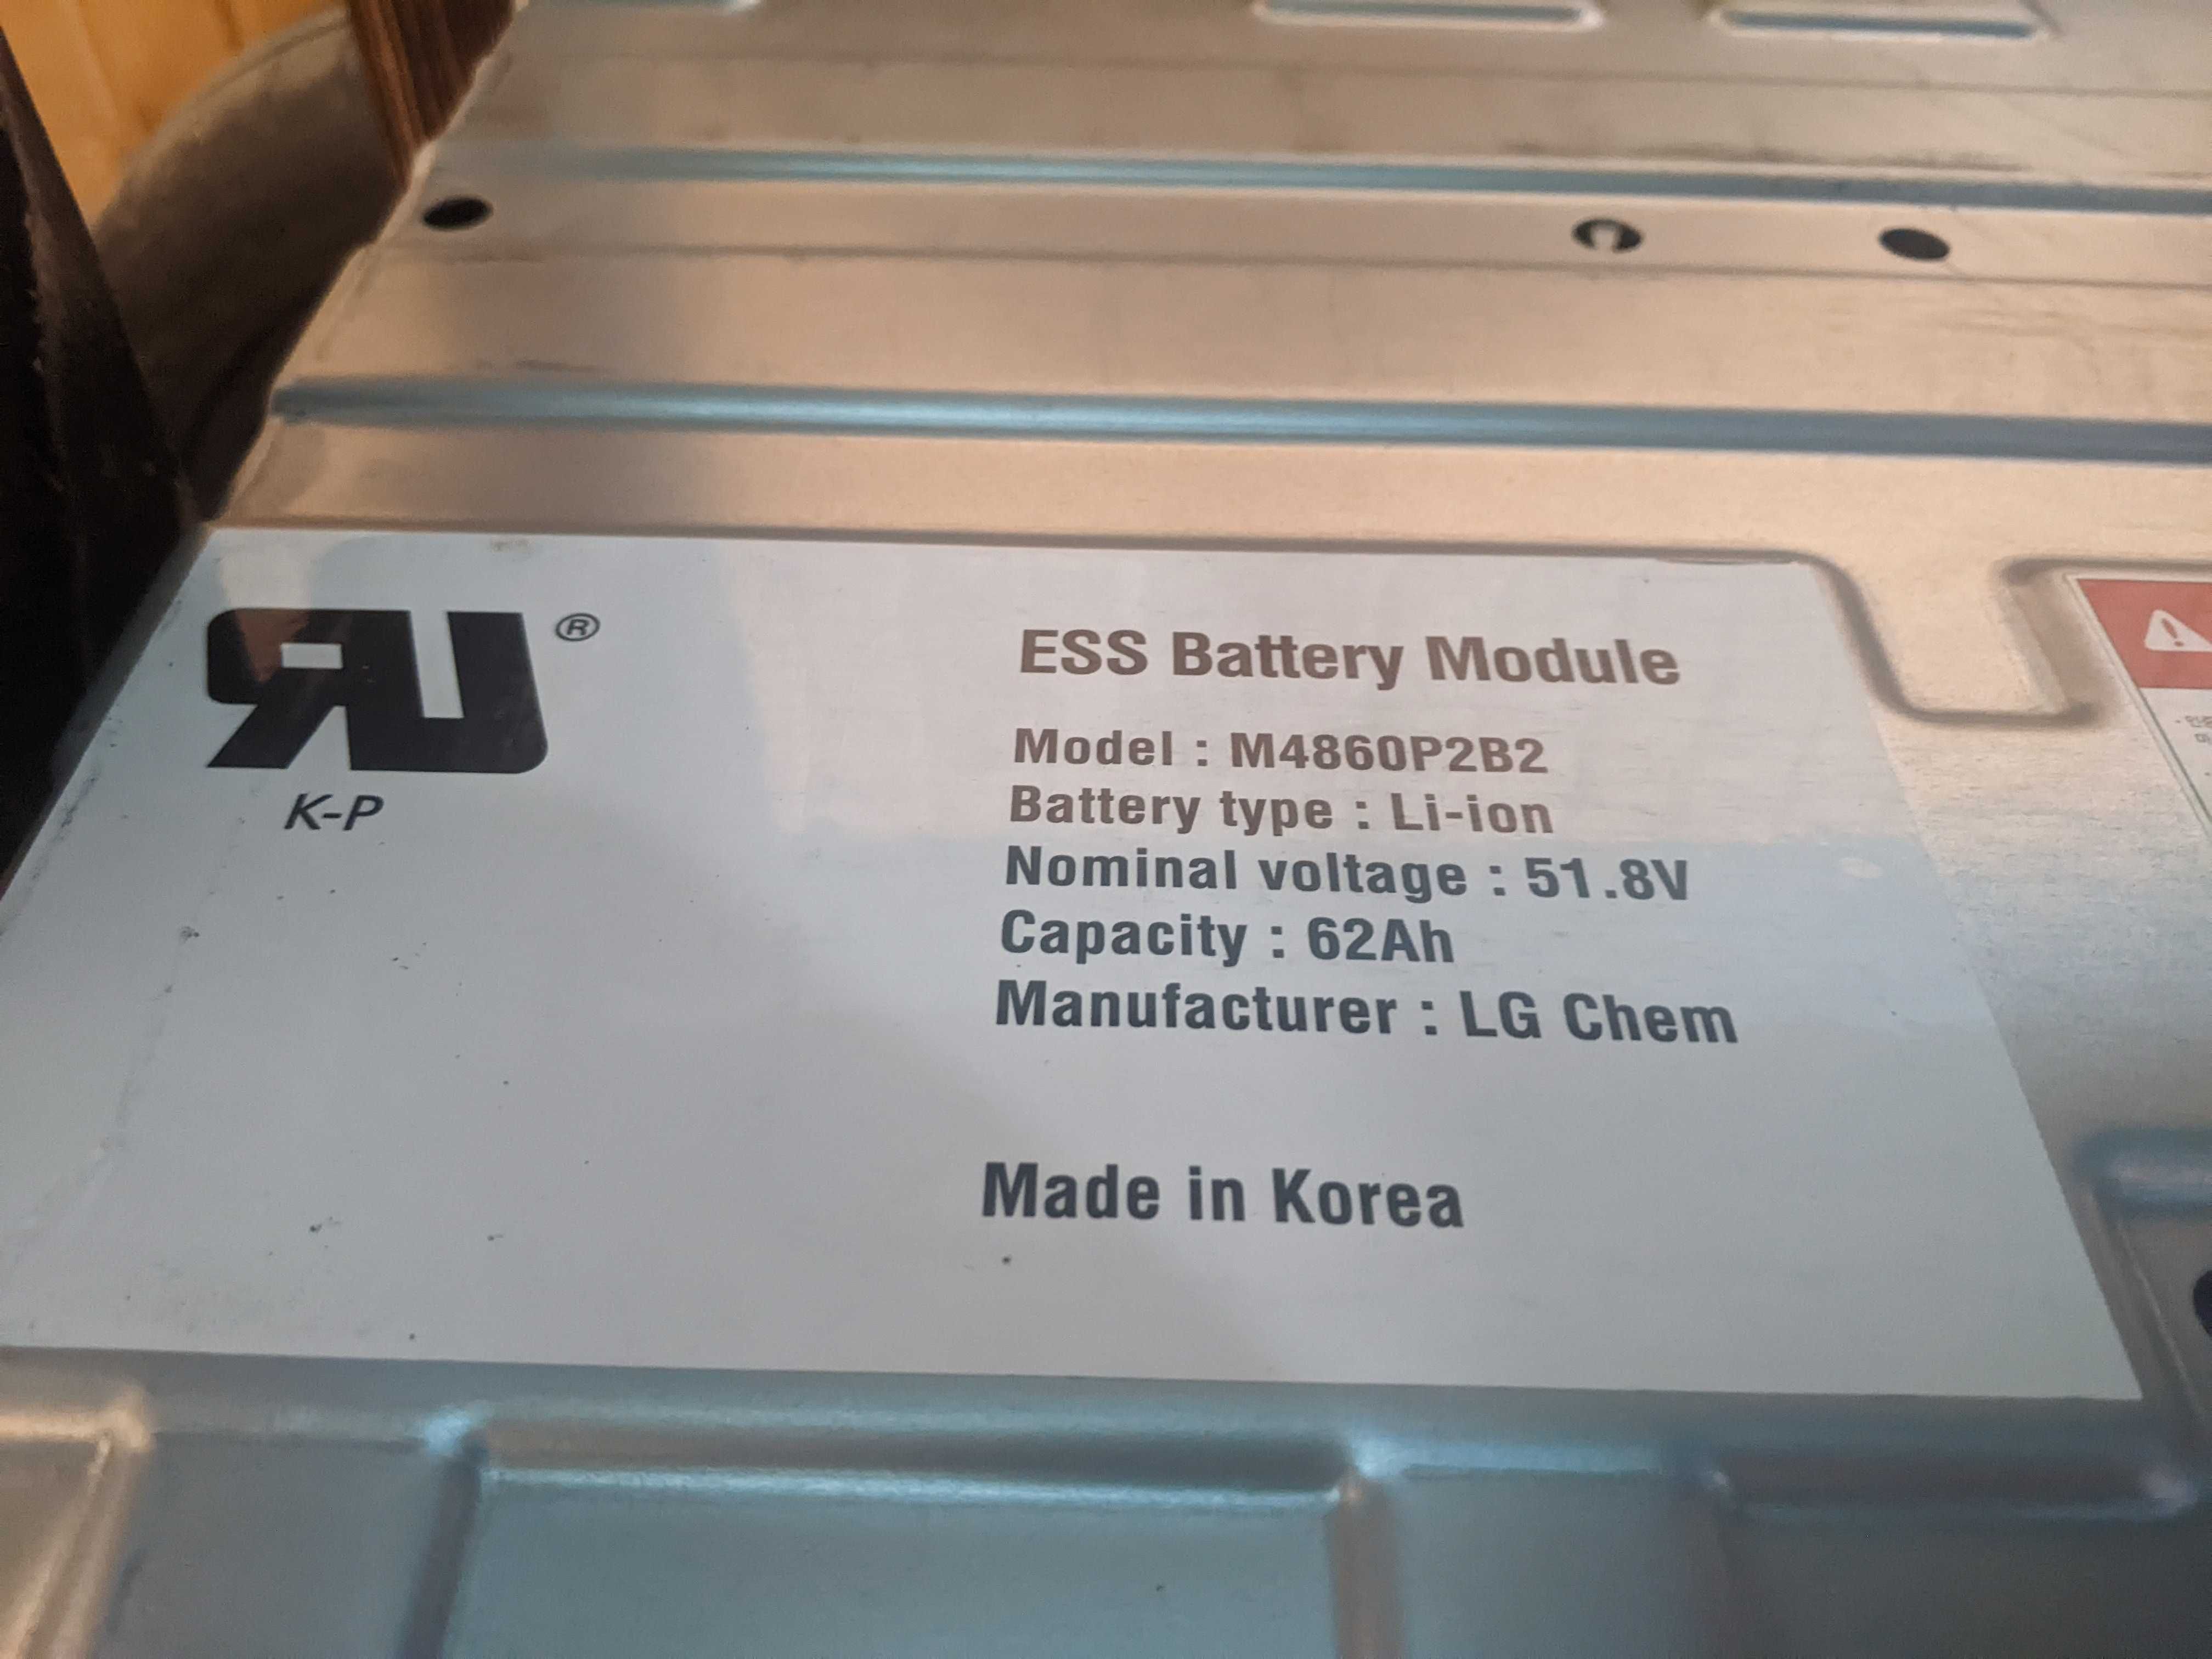 ЯU ®
K-P
ESS Battery Module
Model : M4860P2B2
Battery type : Li-ion
Nominal voltage : 51.8V
Capacity : 62Ah
Manufacturer : LG Chem
Made in Korea